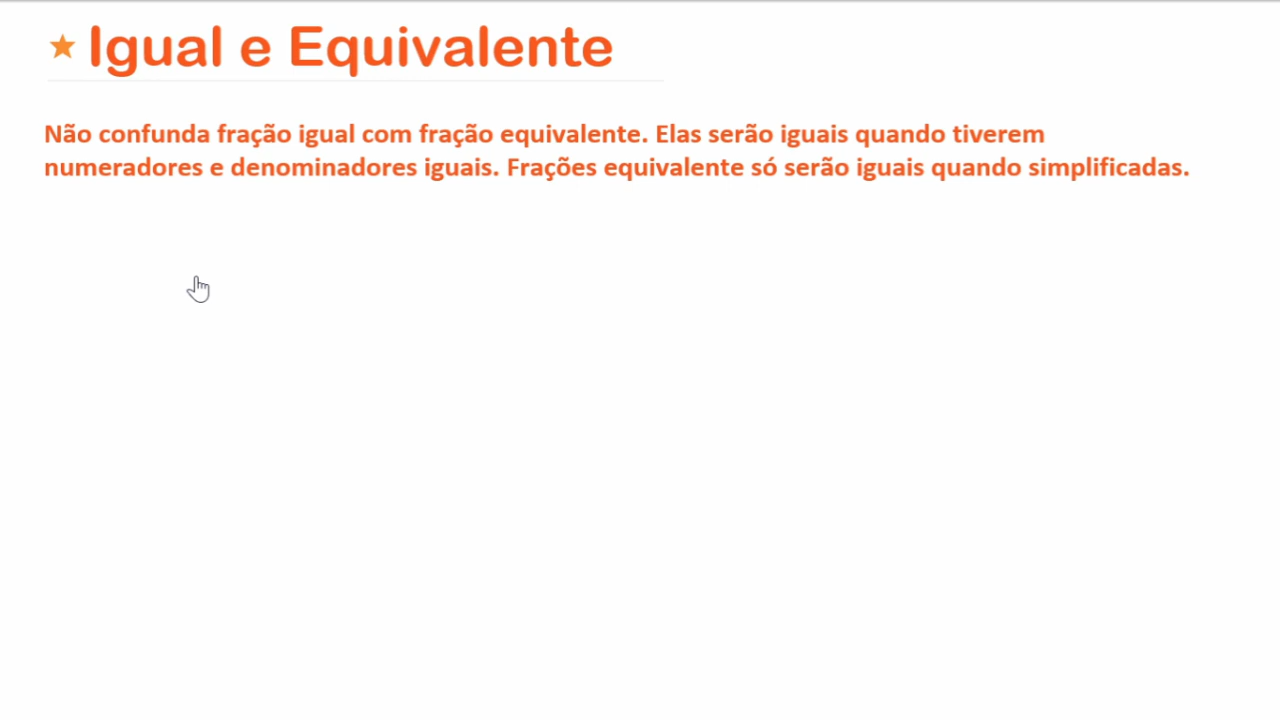 Igual e Equivalente
Não confunda fração igual com fração equivalente. Elas serão iguais quando tiverem
numeradores e denominadores iguais. Frações equivalente só serão iguais quando simplificadas.